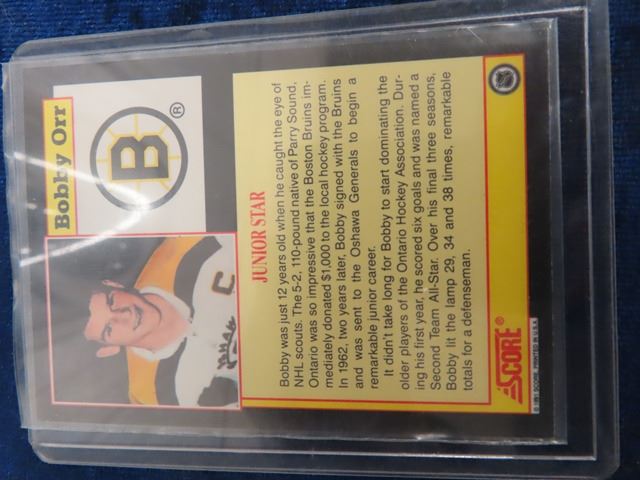 Bobby Orr
B
®
JUNIOR STAR
Bobby was just 12 years old when he caught the eye of
NHL scouts. The 5-2, 110-pound native of Parry Sound,
Ontario was so impressive that the Boston Bruins im-
mediately donated $1,000 to the local hockey program.
In 1962, two years later, Bobby signed with the Bruins
and was sent to the Oshawa Generals to begin a
remarkable junior career.
It didn't take long for Bobby to start dominating the
older players of the Ontario Hockey Association. Dur-
ing his first year, he scored six goals and was named a
Second Team All-Star. Over his final three seasons,
Bobby lit the lamp 29, 34 and 38 times, remarkable
totals for a defenseman.
SCORE®
© 1991 SCORE, PRINTED IN U.S.A.
NHL
C